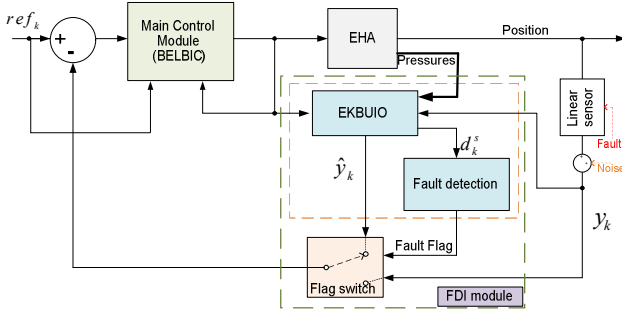 ref_k
+
-
Main Control
Module
(BELBIC)
EHA
Position
Pressures
Linear
sensor
EKBUIO
Fault
ŷ_k
d_k^s
Noise
Fault detection
y_k
Fault Flag
Flag switch
FDI module